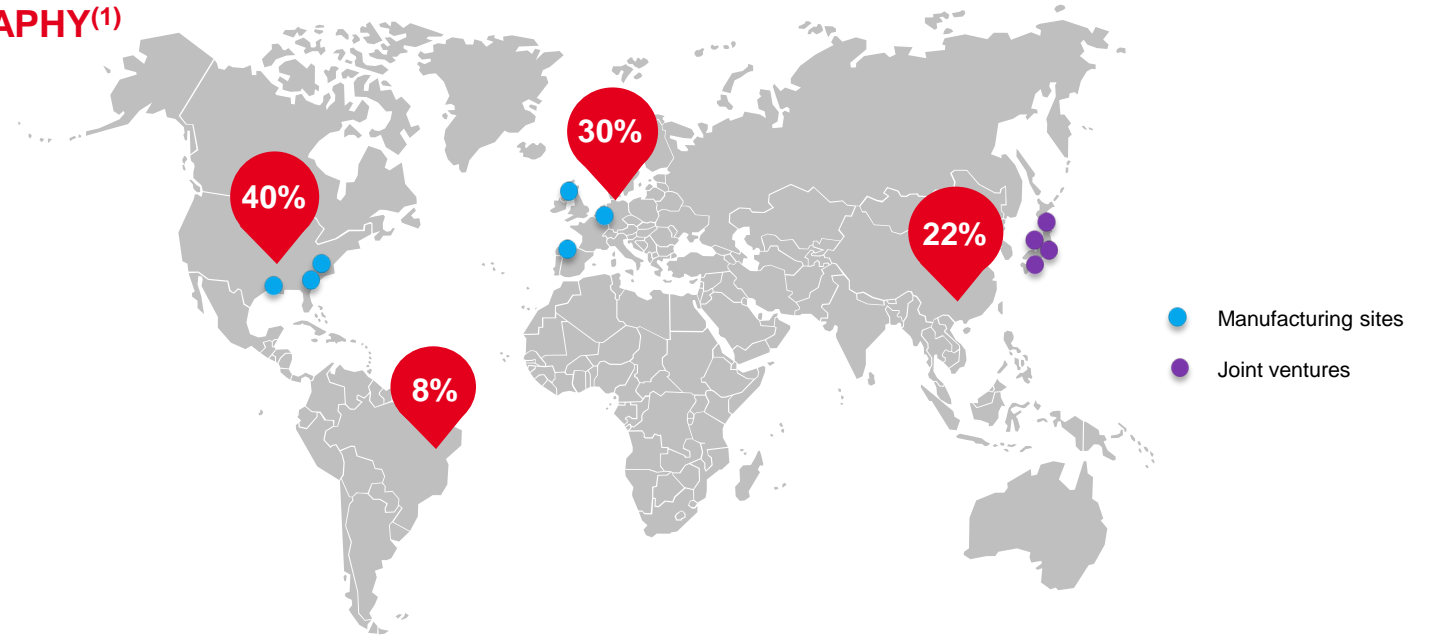 APHY(1)
30%
40%
22%
8%
Manufacturing sites
Joint ventures